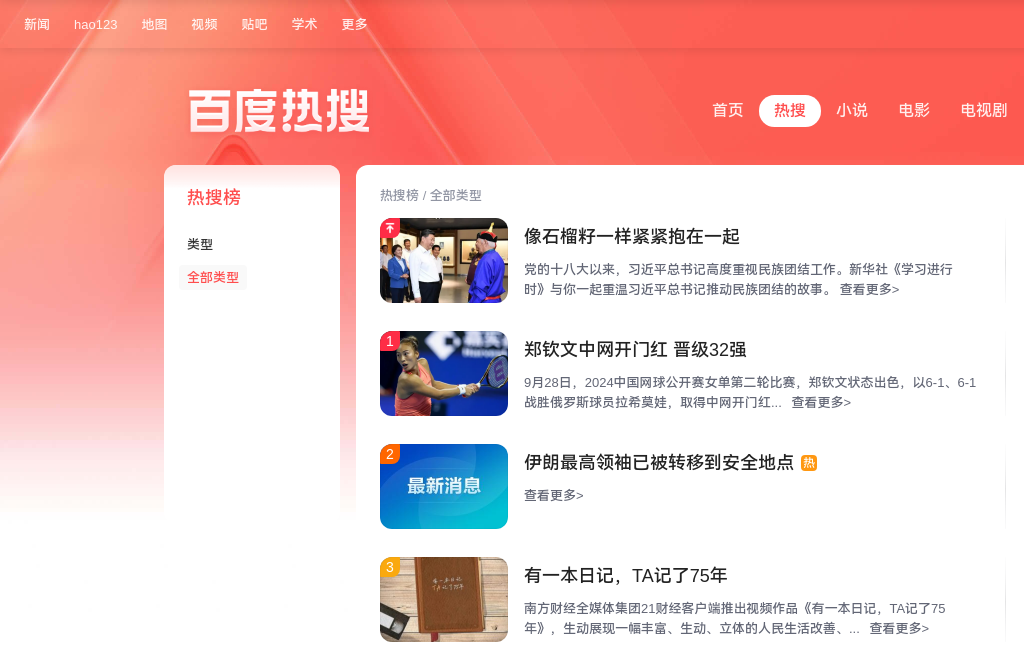 新闻 hao123 地图 视频 贴吧 学术 更多
百度热搜
首页 热搜 小说 电影 电视剧
热搜榜
类型
全部类型
热搜榜 / 全部类型
像石榴籽一样紧紧抱在一起
党的十八大以来，习近平总书记高度重视民族团结工作。新华社《学习进行
时》与你一起重温习近平总书记推动民族团结的故事。 查看更多>
1
郑钦文中网开门红 晋级32强
9月28日，2024中国网球公开赛女单第二轮比赛，郑钦文状态出色，以6-1、6-1
战胜俄罗斯球员拉希莫娃，取得中网开门红... 查看更多>
2
最新消息
伊朗最高领袖已被转移到安全地点 热
查看更多>
3
有一本日记
TA记了75年
有一本日记，TA记了75年
南方财经全媒体集团21财经客户端推出视频作品《有一本日记，TA记了75
年》，生动展现一幅丰富、生动、立体的人民生活改善、... 查看更多>